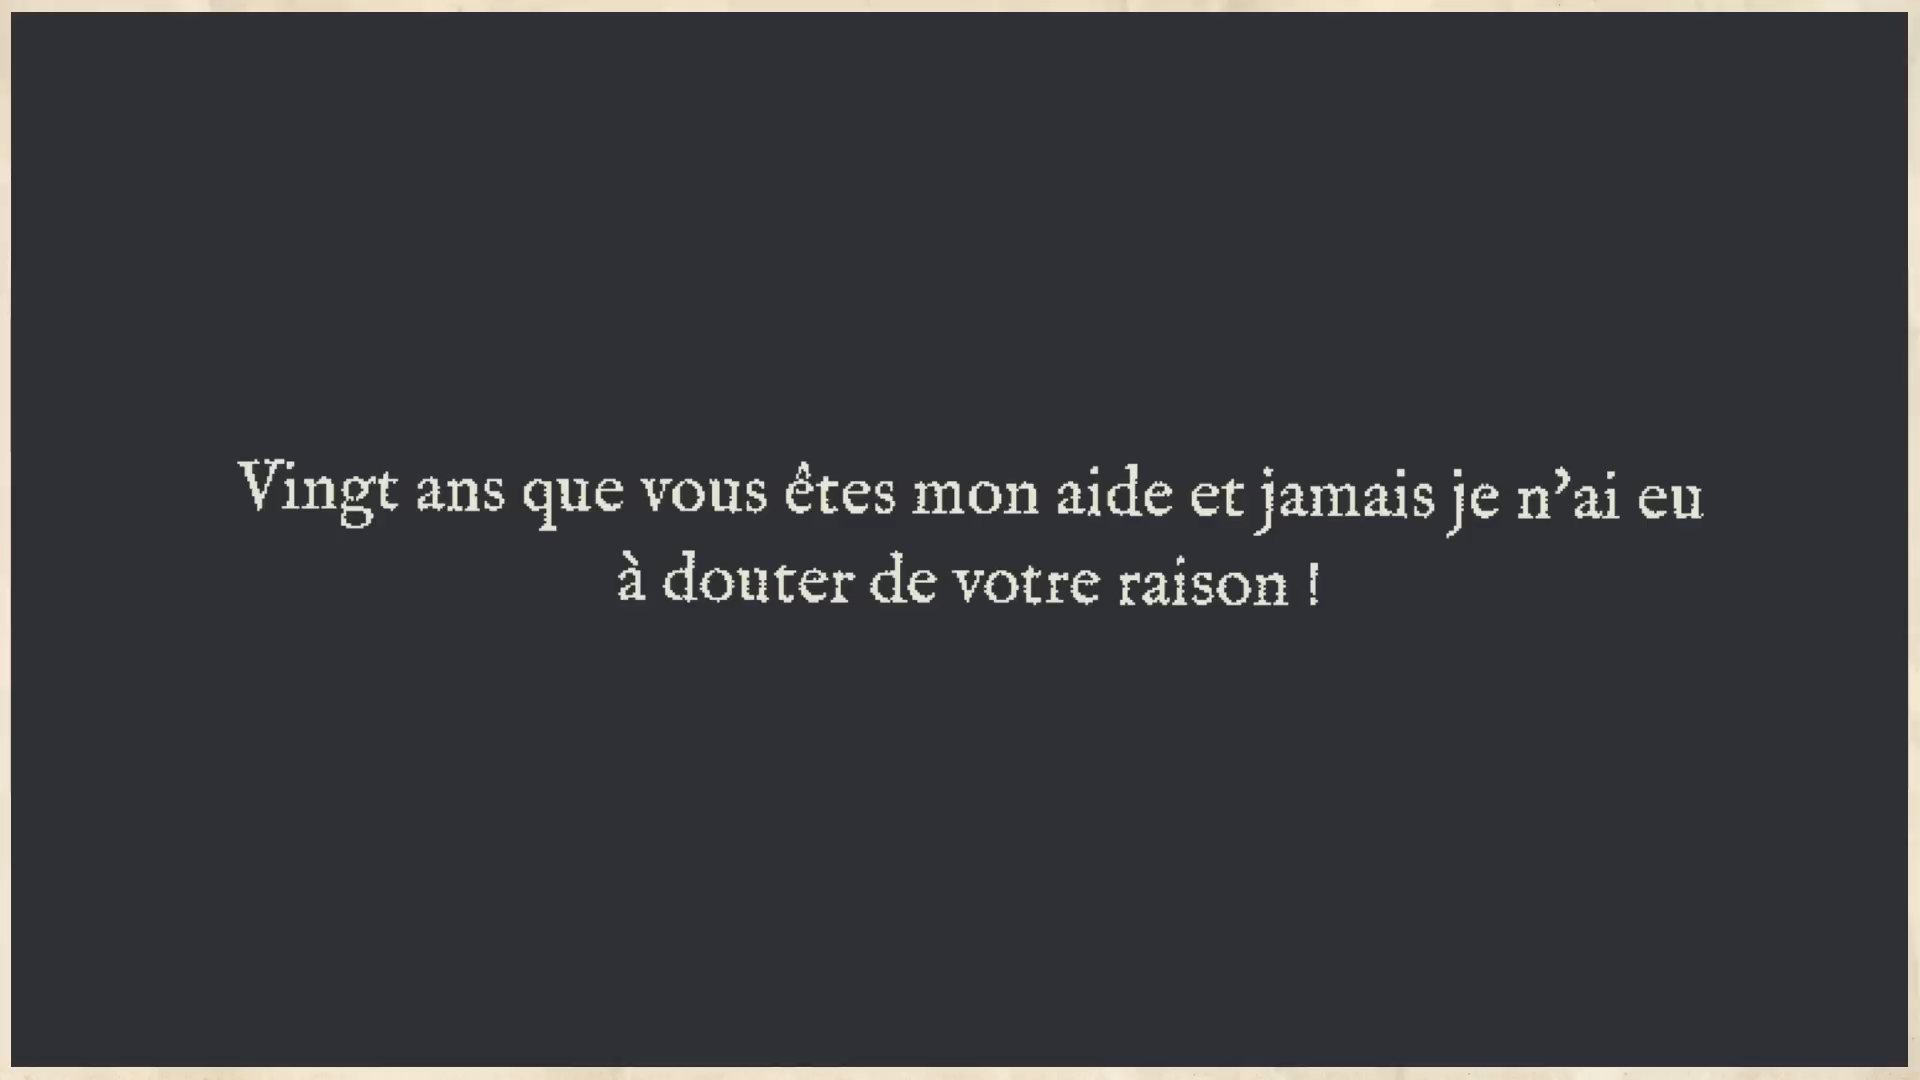 Vingt ans que vous êtes mon aide et jamais je n’ai eu
à douter de votre raison !